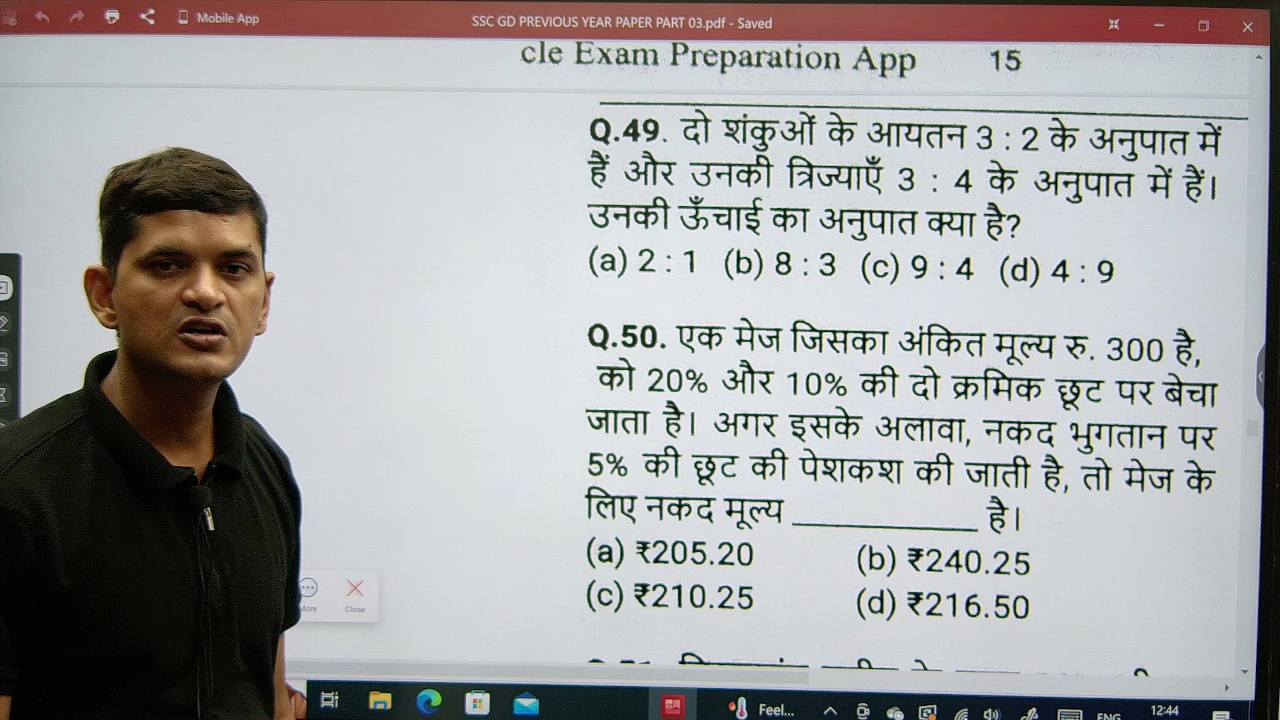 Mobile App
SSC GD PREVIOUS YEAR PAPER PART 03.pdf - Saved
cle Exam Preparation App 15
Q.49. दो शंकुओं के आयतन 3 : 2 के अनुपात में
हैं और उनकी त्रिज्याएँ 3 : 4 के अनुपात में हैं।
उनकी ऊँचाई का अनुपात क्या है?
(a) 2 : 1 (b) 8 : 3 (c) 9 : 4 (d) 4 : 9
Q.50. एक मेज जिसका अंकित मूल्य रु. 300 है,
को 20% और 10% की दो क्रमिक छूट पर बेचा
जाता है। अगर इसके अलावा, नकद भुगतान पर
5% की छूट की पेशकश की जाती है, तो मेज के
लिए नकद मूल्य ____________ है।
(a) ₹205.20 (b) ₹240.25
(c) ₹210.25 (d) ₹216.50
More Close
Feel... ENG 12:44